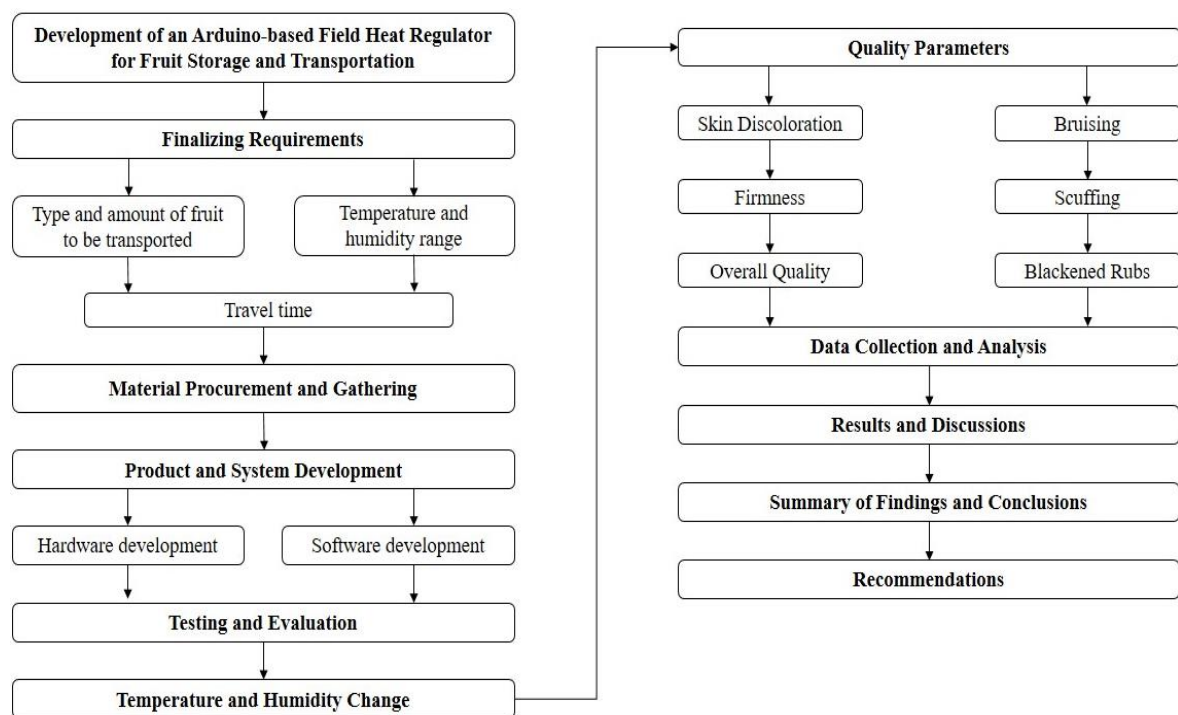 Development of an Arduino-based Field Heat Regulator
for Fruit Storage and Transportation
Finalizing Requirements
Type and amount of fruit
to be transported
Temperature and
humidity range
Travel time
Material Procurement and Gathering
Product and System Development
Hardware development
Software development
Testing and Evaluation
Temperature and Humidity Change
Quality Parameters
Skin Discoloration
Bruising
Firmness
Scuffing
Overall Quality
Blackened Rubs
Data Collection and Analysis
Results and Discussions
Summary of Findings and Conclusions
Recommendations